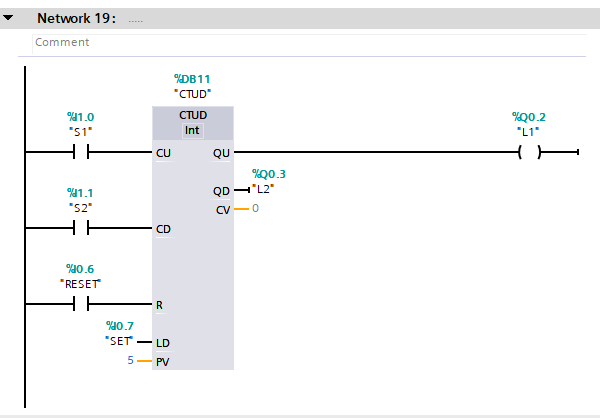 Network 19: .....
Comment
%DB11
"CTUD"
CTUD
Int
%I1.0
"S1"
CU
QU
%Q0.2
"L1"
%Q0.3
QD
"L2"
CV
0
%I1.1
"S2"
CD
%I0.6
"RESET"
R
%I0.7
"SET"
LD
5
PV